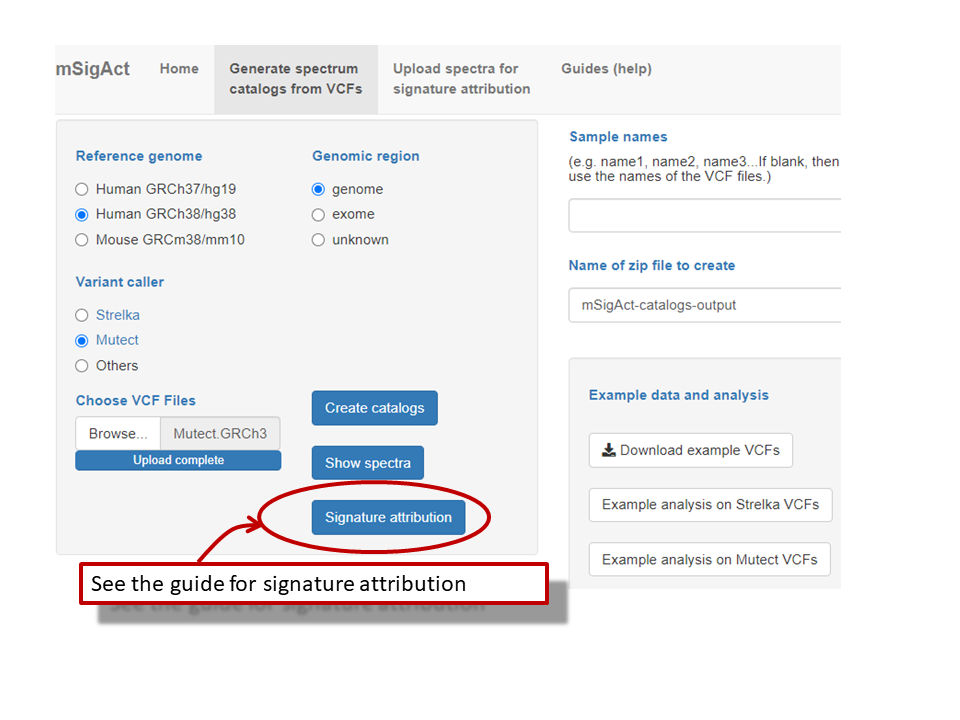 mSigAct
Home
Generate spectrum
catalogs from VCFs
Upload spectra for
signature attribution
Guides (help)
Reference genome
Human GRCh37/hg19
Human GRCh38/hg38
Mouse GRCm38/mm10
Genomic region
genome
exome
unknown
Variant caller
Strelka
Mutect
Others
Choose VCF Files
Browse...
Mutect.GRCh3
Upload complete
Create catalogs
Show spectra
Signature attribution
Sample names
(e.g. name1, name2, name3...If blank, then
use the names of the VCF files.)
Name of zip file to create
mSigAct-catalogs-output
Example data and analysis
Download example VCFs
Example analysis on Strelka VCFs
Example analysis on Mutect VCFs
See the guide for signature attribution